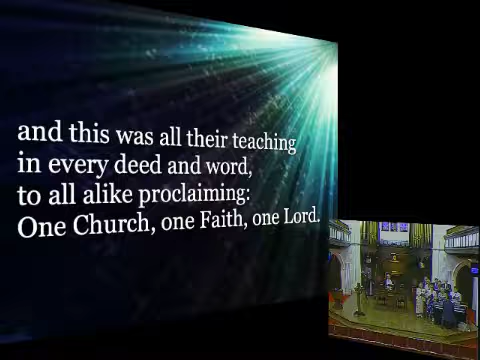 and this was all their teaching
in every deed and word,
to all alike proclaiming:
One Church, one Faith, one Lord.